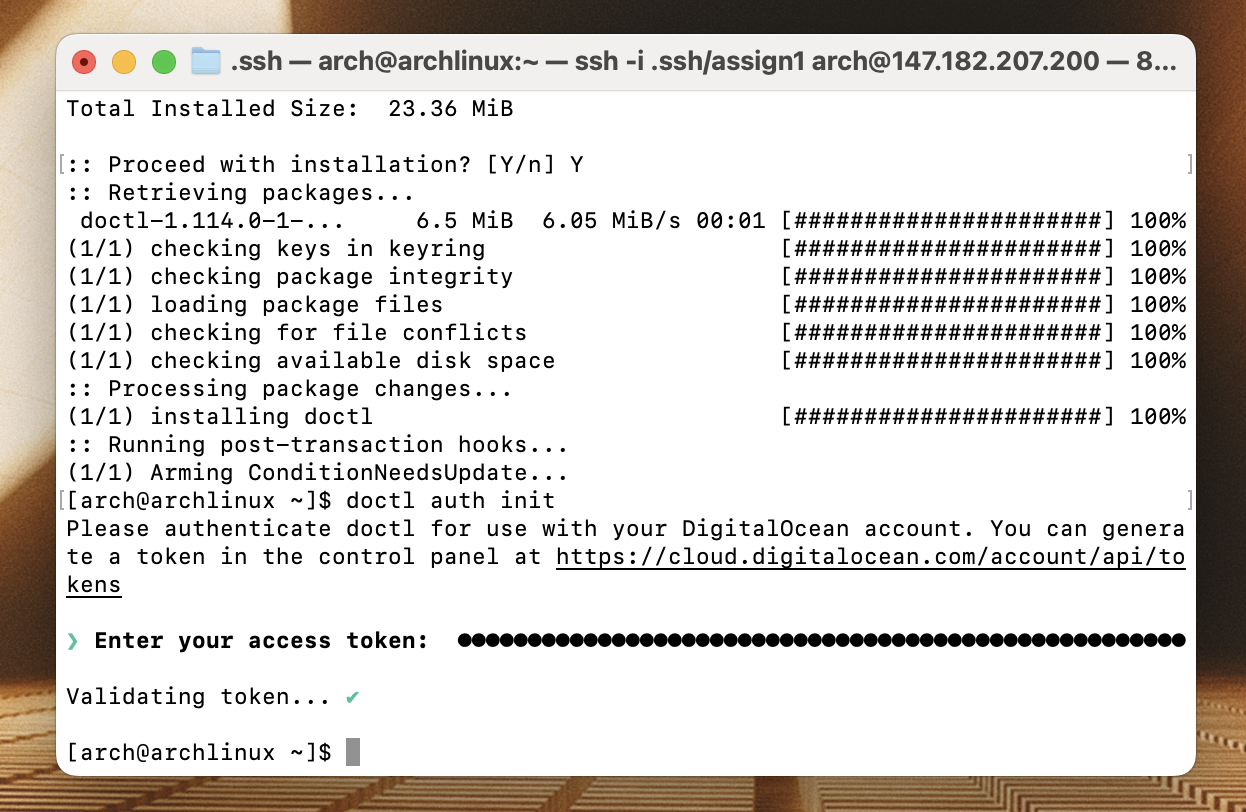 .ssh — arch@archlinux:~ — ssh -i .ssh/assign1 arch@147.182.207.200 — 8...
Total Installed Size:  23.36 MiB
:: Proceed with installation? [Y/n] Y
:: Retrieving packages...
 doctl-1.114.0-1-...     6.5 MiB  6.05 MiB/s 00:01 [######################] 100%
(1/1) checking keys in keyring                     [######################] 100%
(1/1) checking package integrity                   [######################] 100%
(1/1) loading package files                        [######################] 100%
(1/1) checking for file conflicts                  [######################] 100%
(1/1) checking available disk space                [######################] 100%
:: Processing package changes...
(1/1) installing doctl                             [######################] 100%
:: Running post-transaction hooks...
(1/1) Arming ConditionNeedsUpdate...
[arch@archlinux ~]$ doctl auth init
Please authenticate doctl for use with your DigitalOcean account. You can genera
te a token in the control panel at https://cloud.digitalocean.com/account/api/to
kens
❯ Enter your access token:  ●●●●●●●●●●●●●●●●●●●●●●●●●●●●●●●●●●●●●●●●●●●●●●●●●●●●
Validating token... ✔
[arch@archlinux ~]$